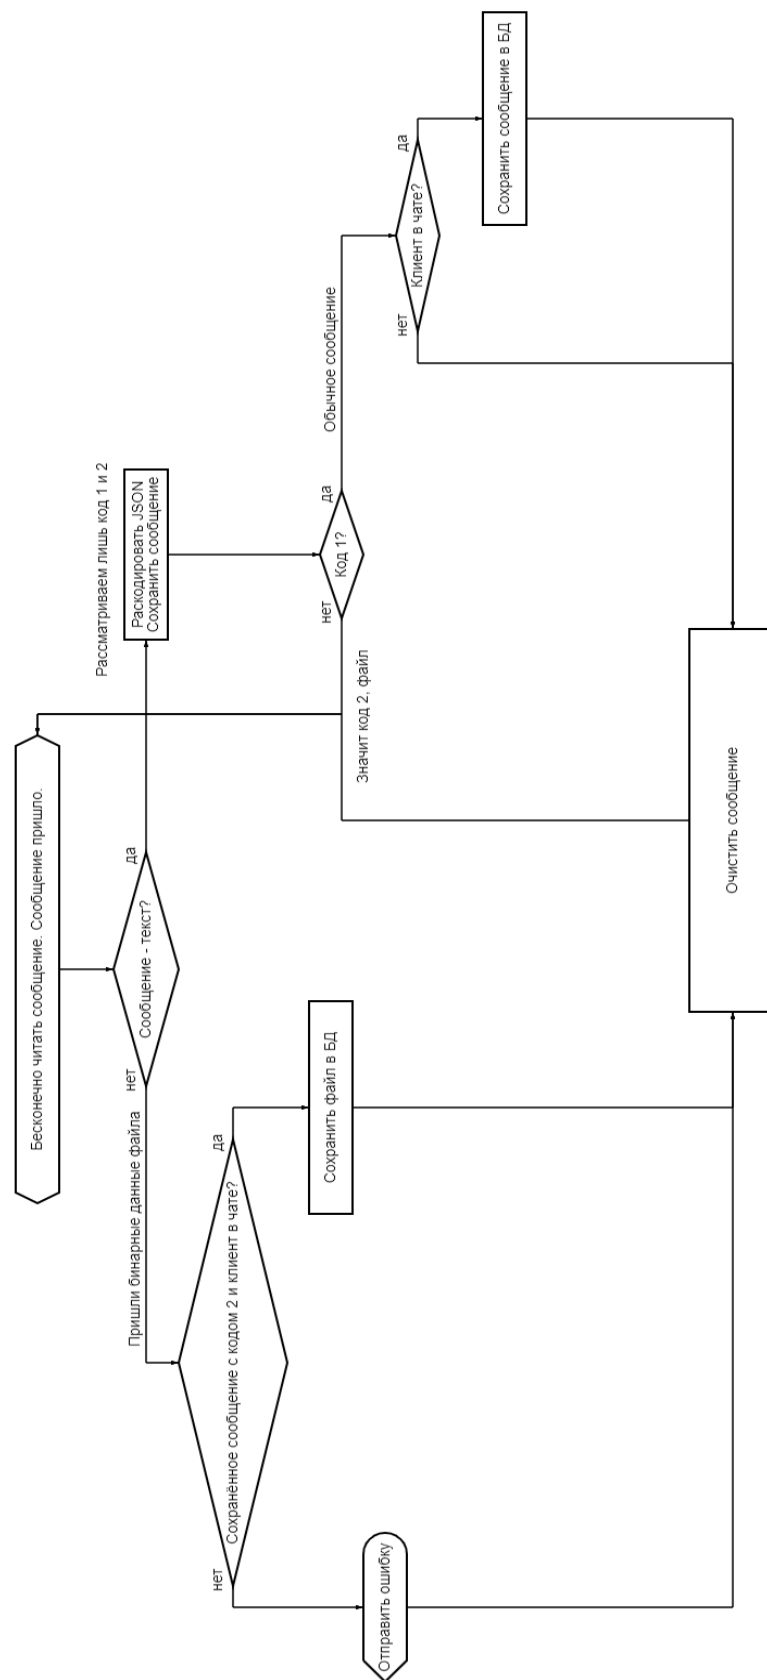 Бесконечно читать сообщение. Сообщение пришло.
Сообщение - текст?
нет
да
Пришли бинарные данные файла
Рассматриваем лишь код 1 и 2
Раскодировать JSON
Сохранить сообщение
Сохранённое сообщение с кодом 2 и клиент в чате?
нет
да
Код 1?
нет
да
Значит код 2, файл
Обычное сообщение
Отправить ошибку
Сохранить файл в БД
Клиент в чате?
нет
да
Сохранить сообщение в БД
Очистить сообщение